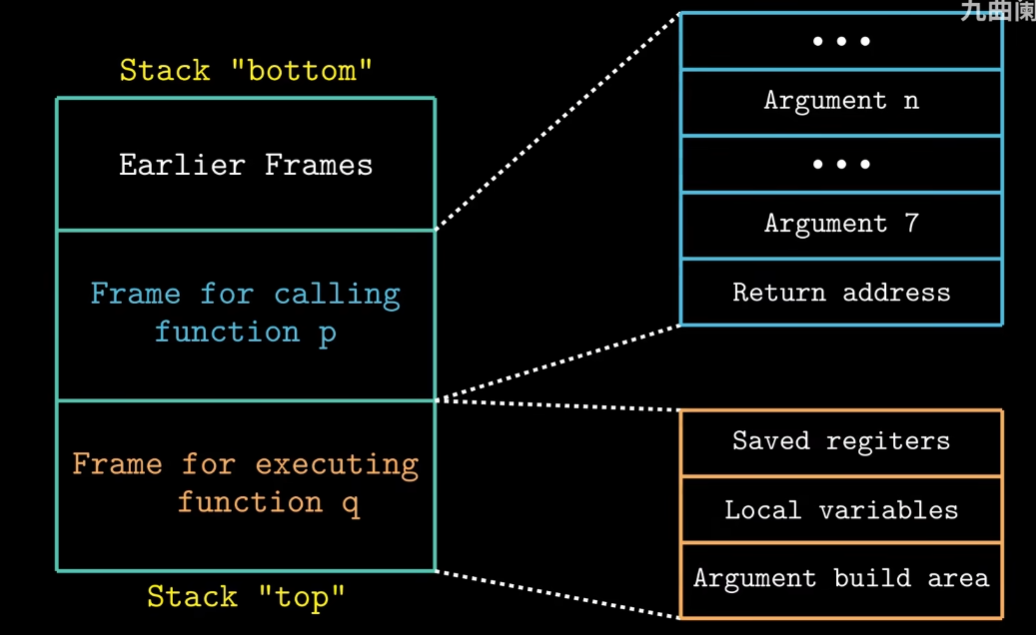 九曲阑
Stack "bottom"
Earlier Frames
Frame for calling
function p
Frame for executing
function q
Stack "top"
• • •
Argument n
• • •
Argument 7
Return address
Saved regiters
Local variables
Argument build area